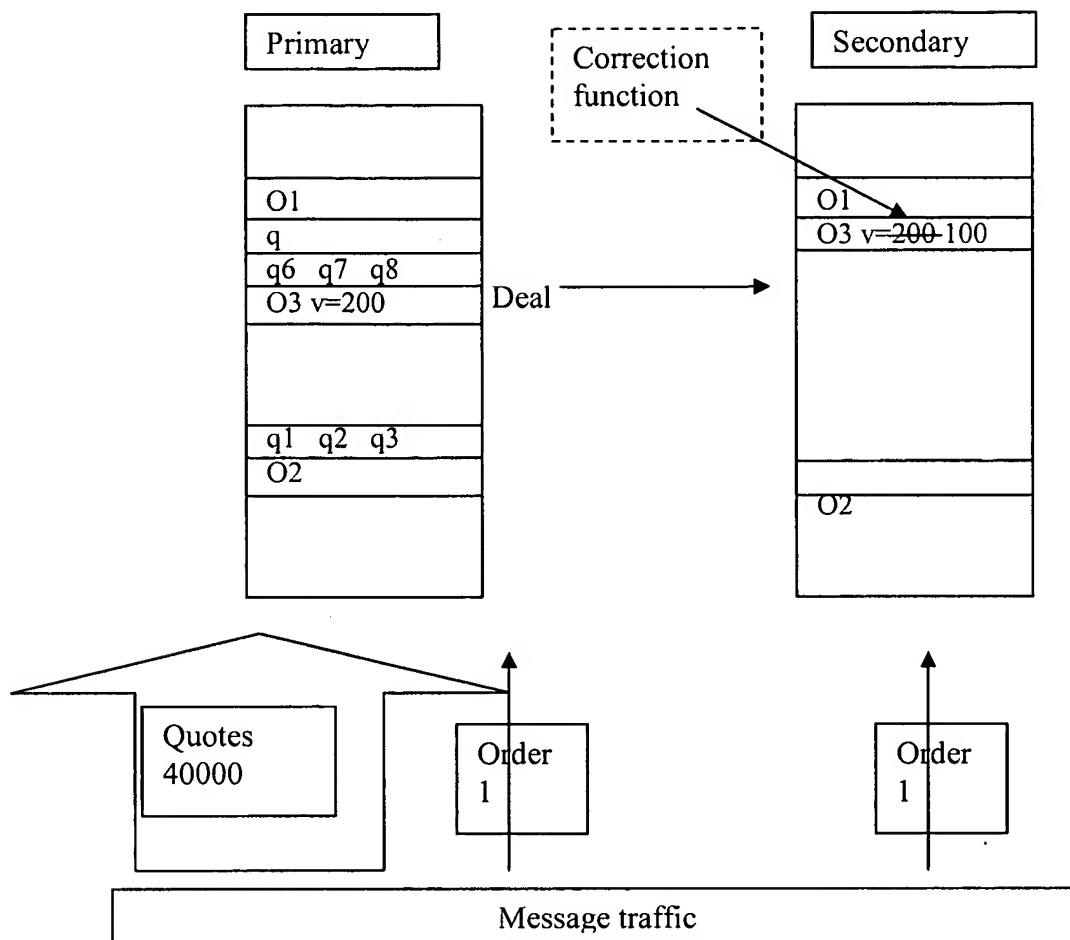 Primary
Correction
function
Secondary
O1
q
q6 q7 q8
O3 v=200
q1 q2 q3
O2
Deal
O1
O3 v=200 100
O2
Quotes
40000
Order
1
Order
1
Message traffic